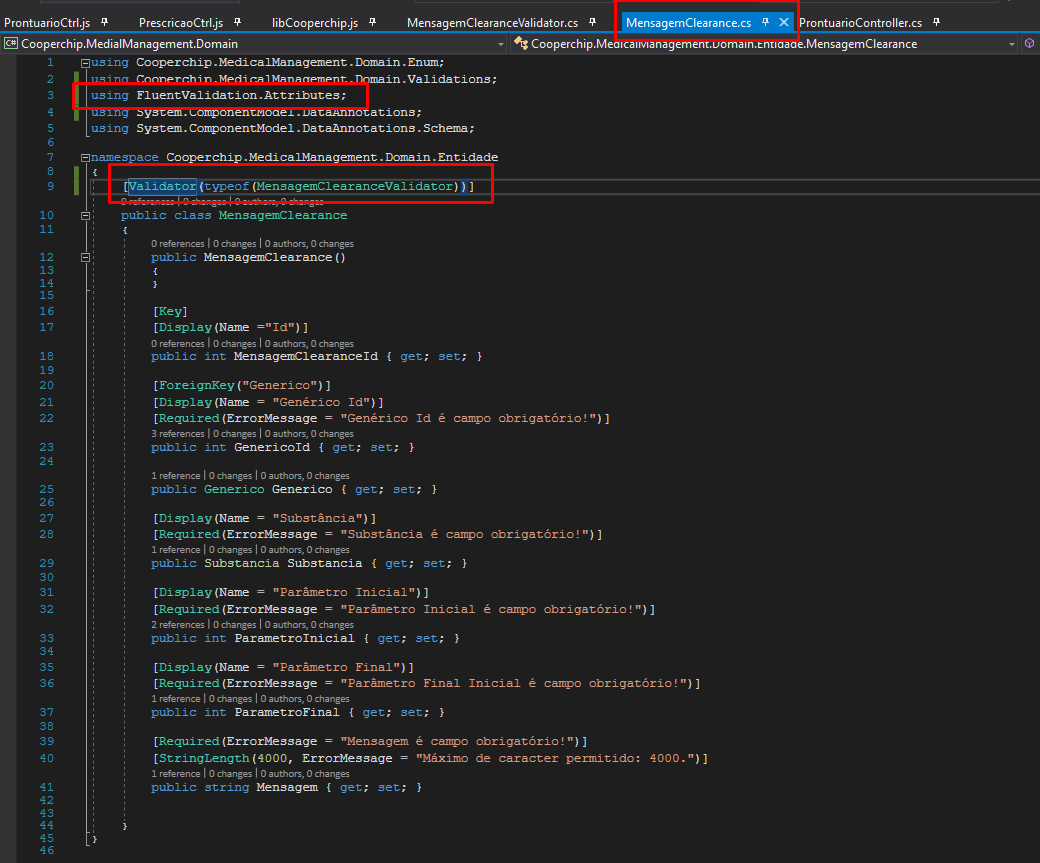 ProntuarioCtrl.js PrescricaoCtrl.js libCooperchip.js MensagemClearanceValidator.cs MensagemClearance.cs ProntuarioController.cs
C# Cooperchip.MedialManagement.Domain Cooperchip.MedicalManagement.Domain.Entidade.MensagemClearance
1 using Cooperchip.MedicalManagement.Domain.Enum;
2 using Cooperchip.MedicalManagement.Domain.Validations;
3 using FluentValidation.Attributes;
4 using System.ComponentModel.DataAnnotations;
5 using System.ComponentModel.DataAnnotations.Schema;
6
7 namespace Cooperchip.MedicalManagement.Domain.Entidade
8 {
9 [Validator(typeof(MensagemClearanceValidator))]
0 references | 0 changes | 0 authors, 0 changes
10 public class MensagemClearance
11 {
0 references | 0 changes | 0 authors, 0 changes
12 public MensagemClearance()
13 {
14 }
15
16 [Key]
17 [Display(Name ="Id")]
0 references | 0 changes | 0 authors, 0 changes
18 public int MensagemClearanceId { get; set; }
19
20 [ForeignKey("Generico")]
21 [Display(Name = "Genérico Id")]
22 [Required(ErrorMessage = "Genérico Id é campo obrigatório!")]
3 references | 0 changes | 0 authors, 0 changes
23 public int GenericoId { get; set; }
24
1 reference | 0 changes | 0 authors, 0 changes
25 public Generico Generico { get; set; }
26
27 [Display(Name = "Substância")]
28 [Required(ErrorMessage = "Substância é campo obrigatório!")]
1 reference | 0 changes | 0 authors, 0 changes
29 public Substancia Substancia { get; set; }
30
31 [Display(Name = "Parâmetro Inicial")]
32 [Required(ErrorMessage = "Parâmetro Inicial é campo obrigatório!")]
2 references | 0 changes | 0 authors, 0 changes
33 public int ParametroInicial { get; set; }
34
35 [Display(Name = "Parâmetro Final")]
36 [Required(ErrorMessage = "Parâmetro Final Inicial é campo obrigatório!")]
1 reference | 0 changes | 0 authors, 0 changes
37 public int ParametroFinal { get; set; }
38
39 [Required(ErrorMessage = "Mensagem é campo obrigatório!")]
40 [StringLength(4000, ErrorMessage = "Máximo de caracter permitido: 4000.")]
1 reference | 0 changes | 0 authors, 0 changes
41 public string Mensagem { get; set; }
42
43
44 }
45 }
46